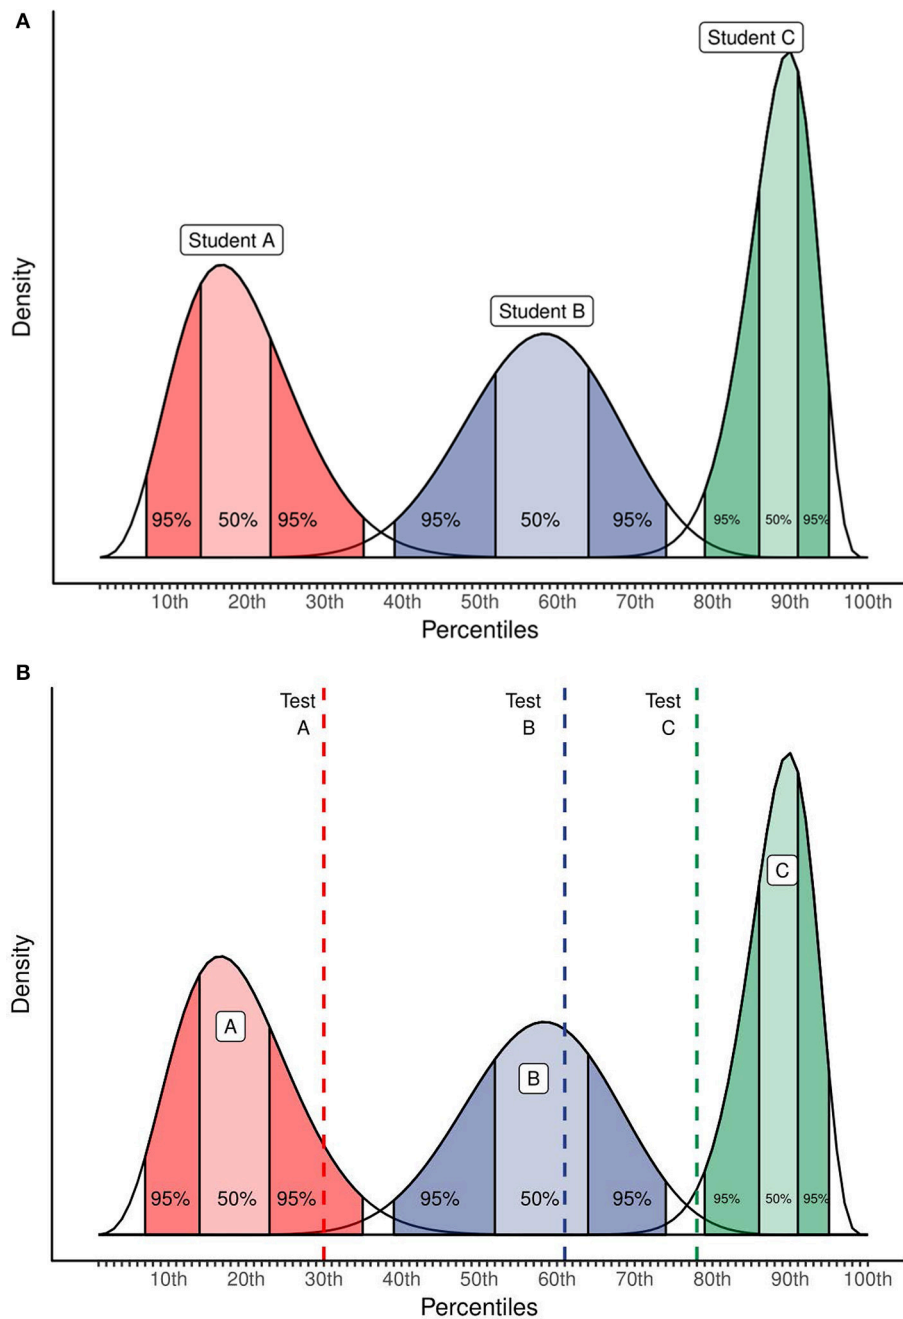 A
Student C
Student A
Student B
Density
95% 50% 95% 95% 50% 95% 95% 50% 95%
10th 20th 30th 40th 50th 60th 70th 80th 90th 100th
Percentiles
B
Test Test Test
A B C
C
A
B
Density
95% 50% 95% 95% 50% 95% 95% 50% 95%
10th 20th 30th 40th 50th 60th 70th 80th 90th 100th
Percentiles